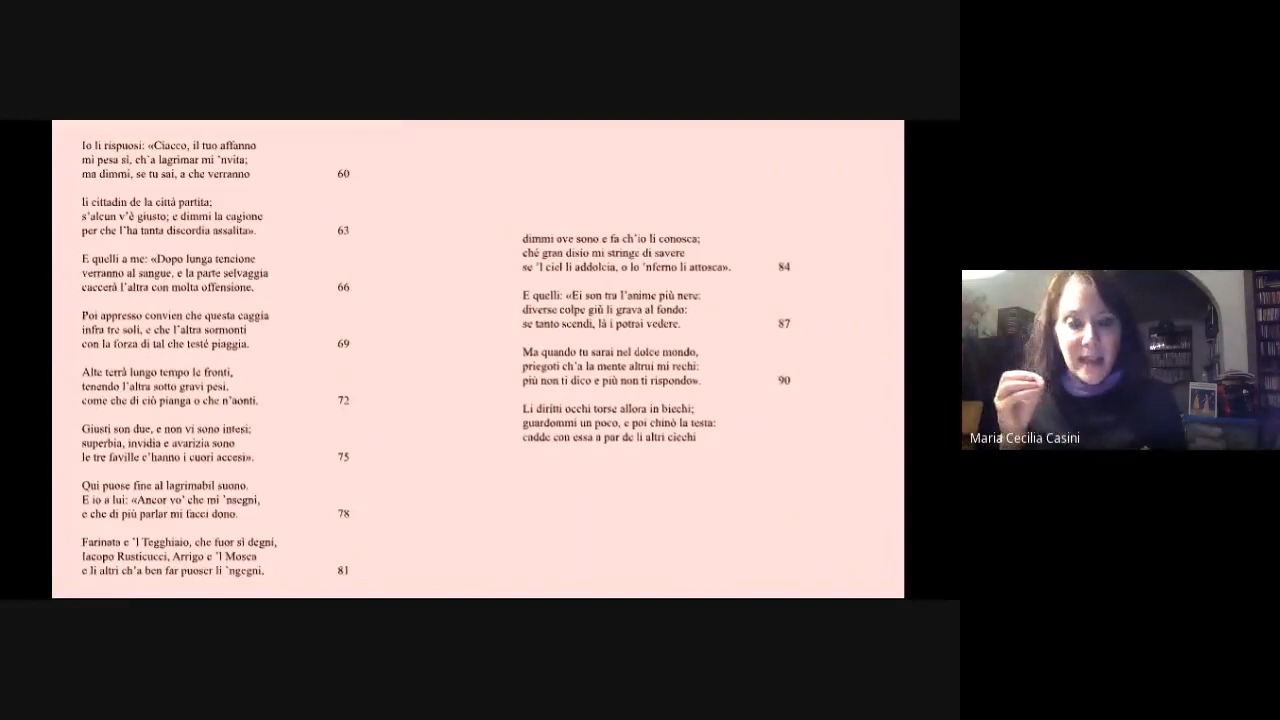 Io li rispuosi: «Ciacco, il tuo affanno
mi pesa sì, ch'a lagrimar mi 'nvita;
ma dimmi, se tu sai, a che verranno 60
li cittadin de la città partita;
s'alcun v'è giusto; e dimmi la cagione
per che l'ha tanta discordia assalita». 63
E quelli a me: «Dopo lunga tencione
verranno al sangue, e la parte selvaggia
caccerà l'altra con molta offensione. 66
Poi appresso convien che questa caggia
infra tre soli, e che l'altra sormonti
con la forza di tal che testé piaggia. 69
Alte terrà lungo tempo le fronti,
tenendo l'altra sotto gravi pesi,
come che di ciò pianga o che n'aonti. 72
Giusti son due, e non vi sono intesi;
superbia, invidia e avarizia sono
le tre faville c'hanno i cuori accesi». 75
Qui puose fine al lagrimabil suono.
E io a lui: «Ancor vo' che mi 'nsegni,
e che di più parlar mi facci dono. 78
Farinata e 'l Tegghiaio, che fuor sì degni,
Iacopo Rusticucci, Arrigo e 'l Mosca
e li altri ch'a ben far puoser li 'ngegni, 81
dimmi ove sono e fa ch'io li conosca;
ché gran disio mi stringe di savere
se 'l ciel li addolcia, o lo 'nferno li attosca». 84
E quelli: «Ei son tra l'anime più nere:
diverse colpe giù li grava al fondo:
se tanto scendi, là i potrai vedere. 87
Ma quando tu sarai nel dolce mondo,
priegoti ch'a la mente altrui mi rechi:
più non ti dico e più non ti rispondo». 90
Li diritti occhi torse allora in biechi;
guardommi un poco, e poi chinò la testa:
cadde con essa a par de li altri ciechi
Maria Cecilia Casini